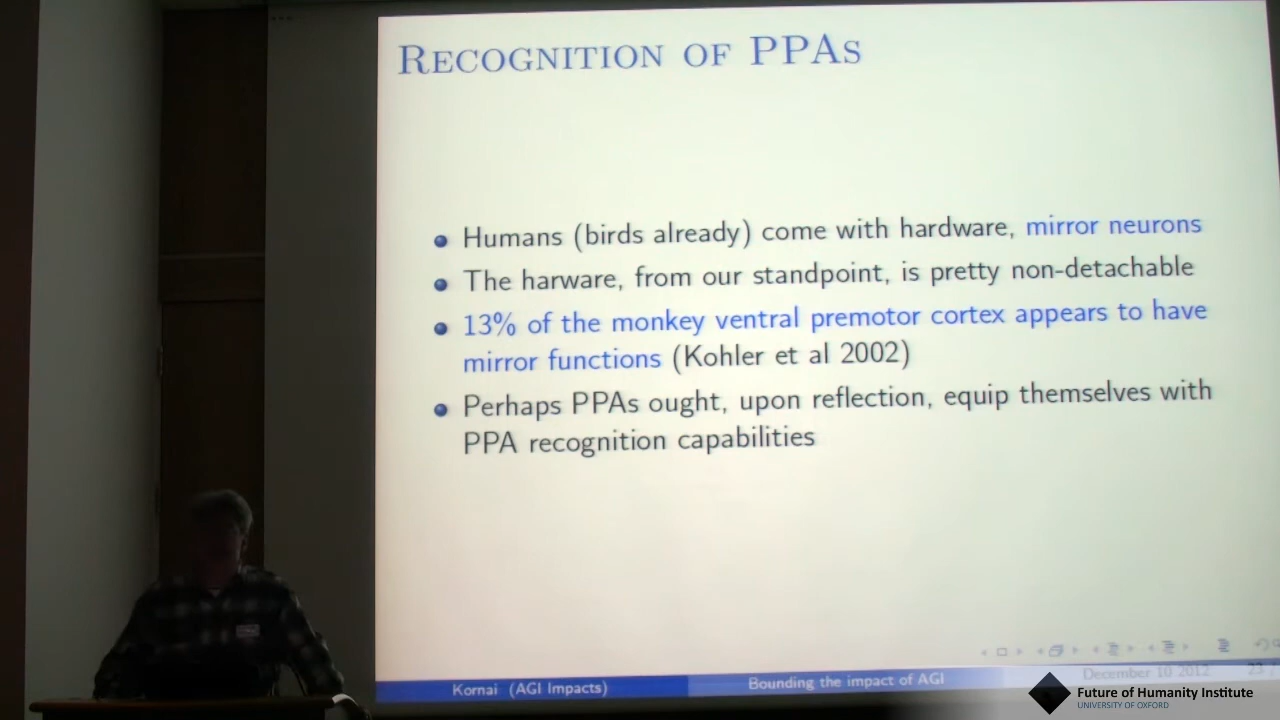 RECOGNITION OF PPAS
Humans (birds already) come with hardware, mirror neurons
The harware, from our standpoint, is pretty non-detachable
13% of the monkey ventral premotor cortex appears to have
mirror functions (Kohler et al 2002)
Perhaps PPAs ought, upon reflection, equip themselves with
PPA recognition capabilities
Kornai (AGI Impacts)
Bounding the impact of AGI
December 10 2012
Future of Humanity Institute
UNIVERSITY OF OXFORD